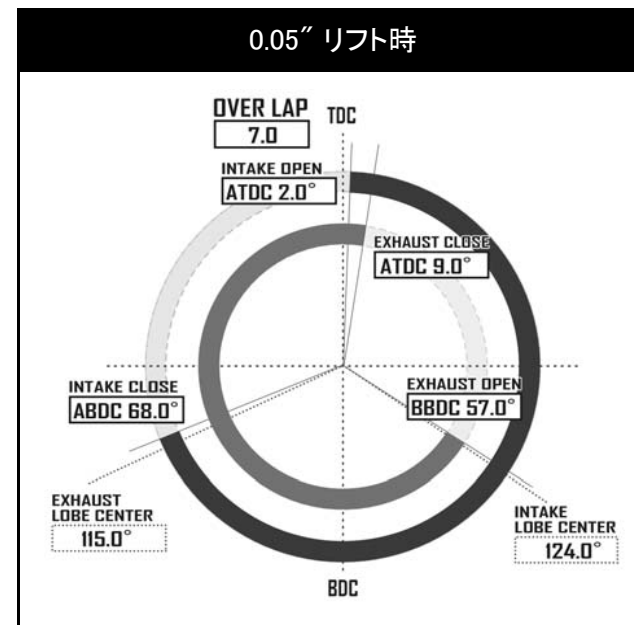 0.05" リフト時
OVER LAP
7.0
TDC
INTAKE OPEN
ATDC 2.0°
EXHAUST CLOSE
ATDC 9.0°
INTAKE CLOSE
ABDC 68.0°
EXHAUST OPEN
BBDC 57.0°
EXHAUST
LOBE CENTER
115.0°
INTAKE
LOBE CENTER
124.0°
BDC